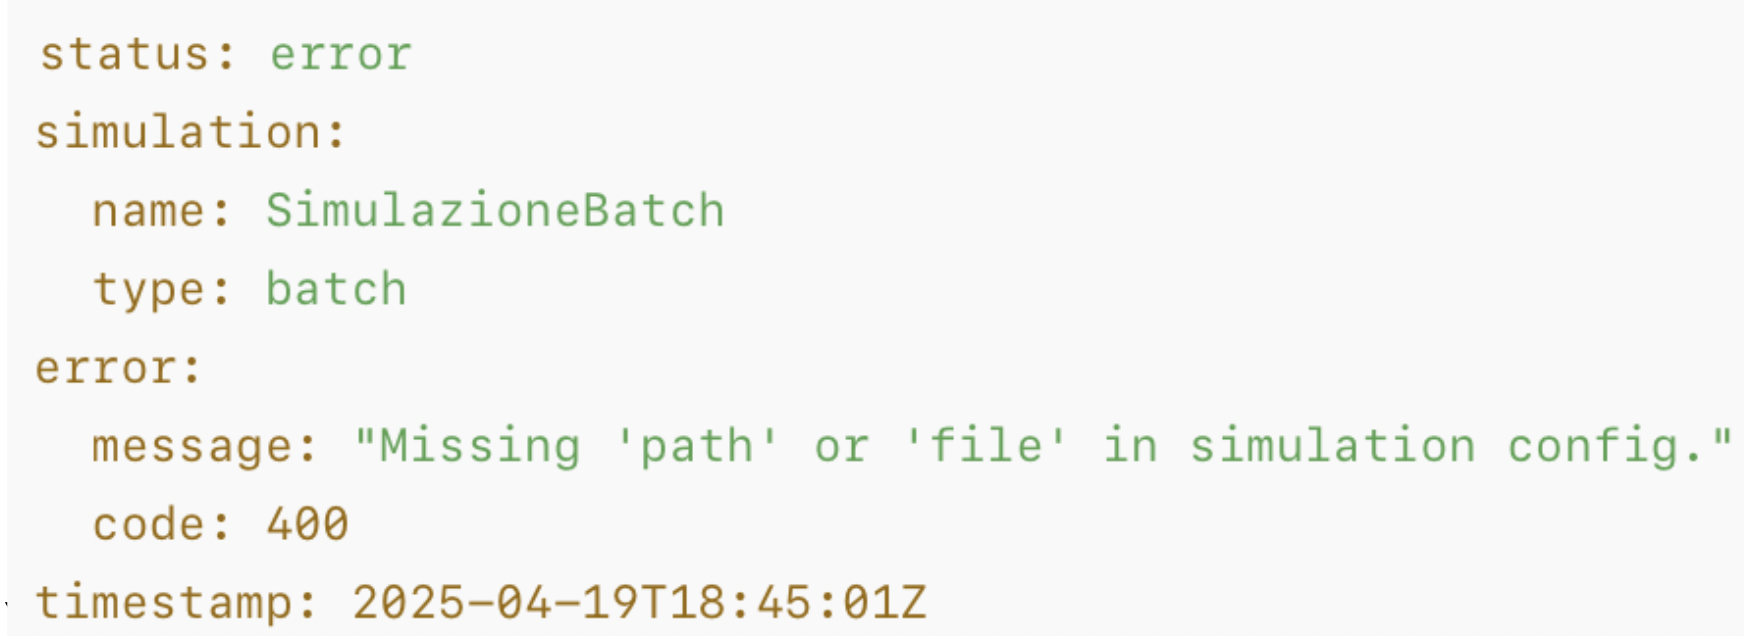 status: error
simulation:
  name: SimulazioneBatch
  type: batch
error:
  message: "Missing 'path' or 'file' in simulation config."
  code: 400
timestamp: 2025-04-19T18:45:01Z